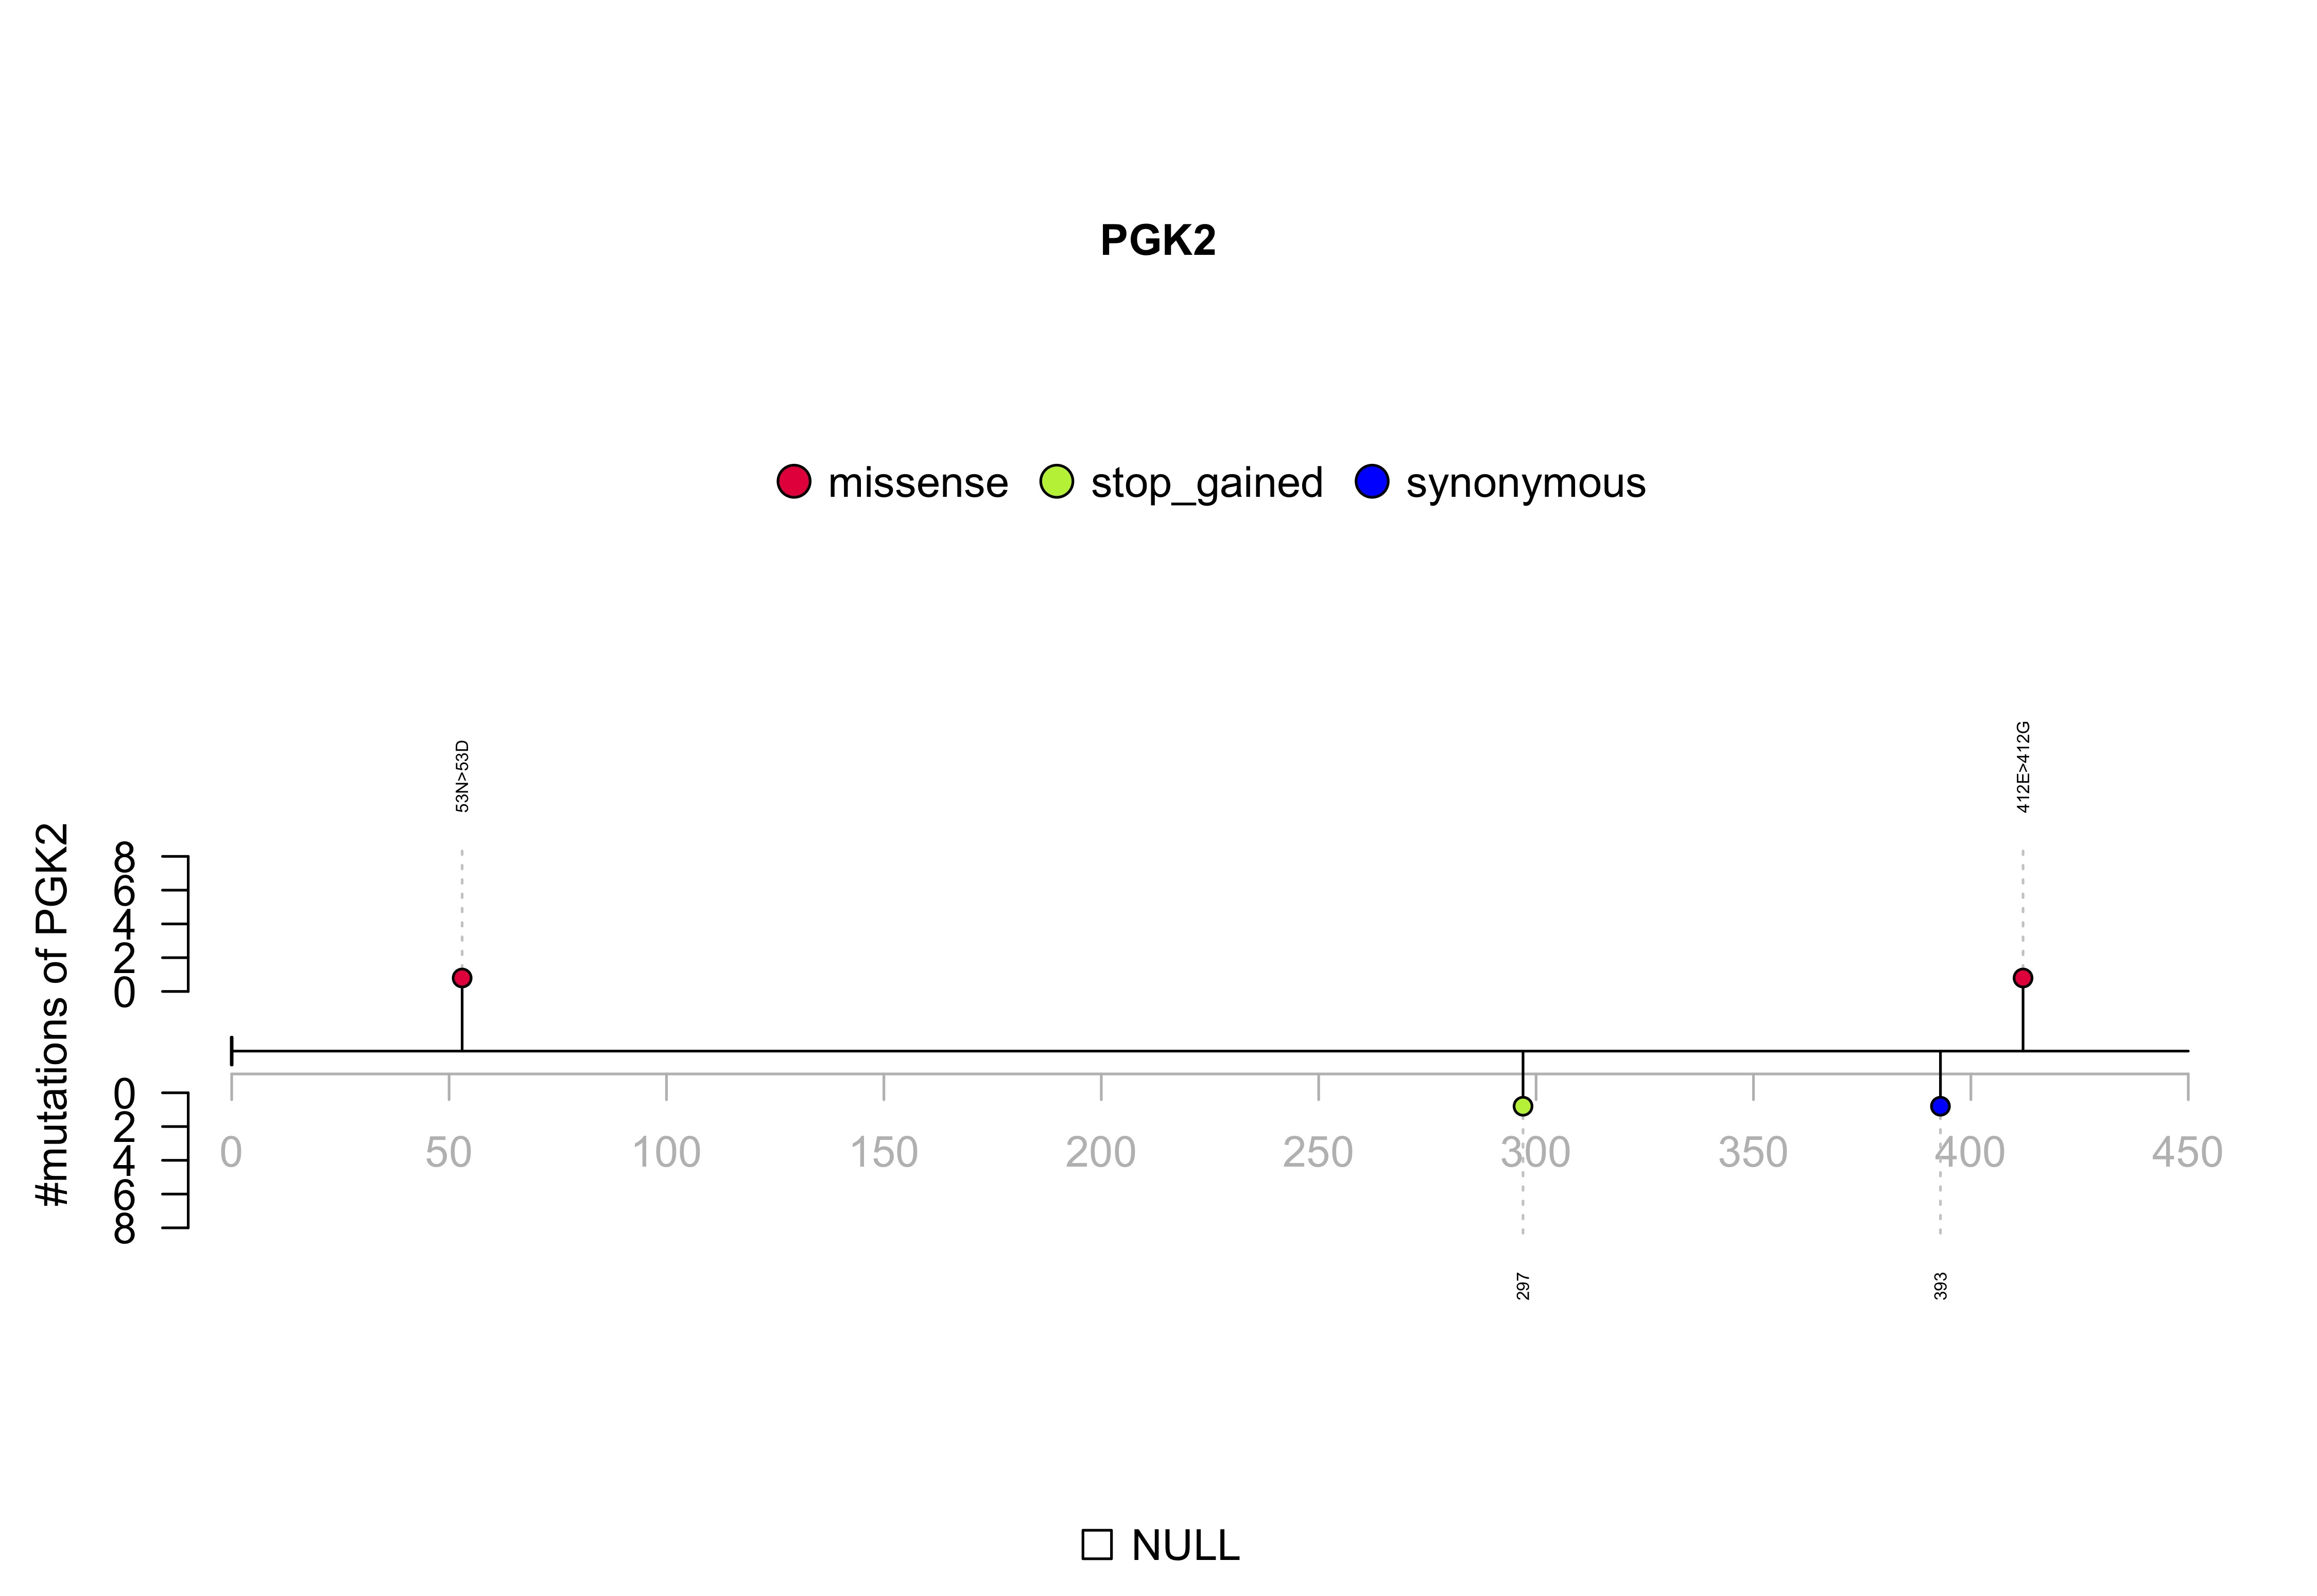 PGK2
missense stop_gained synonymous
53N>53D 412E>412G
#mutations of PGK2
8
6
4
2
0
0
2
4
6
8
0 50 100 150 200 250 300 350 400 450
297 393
NULL